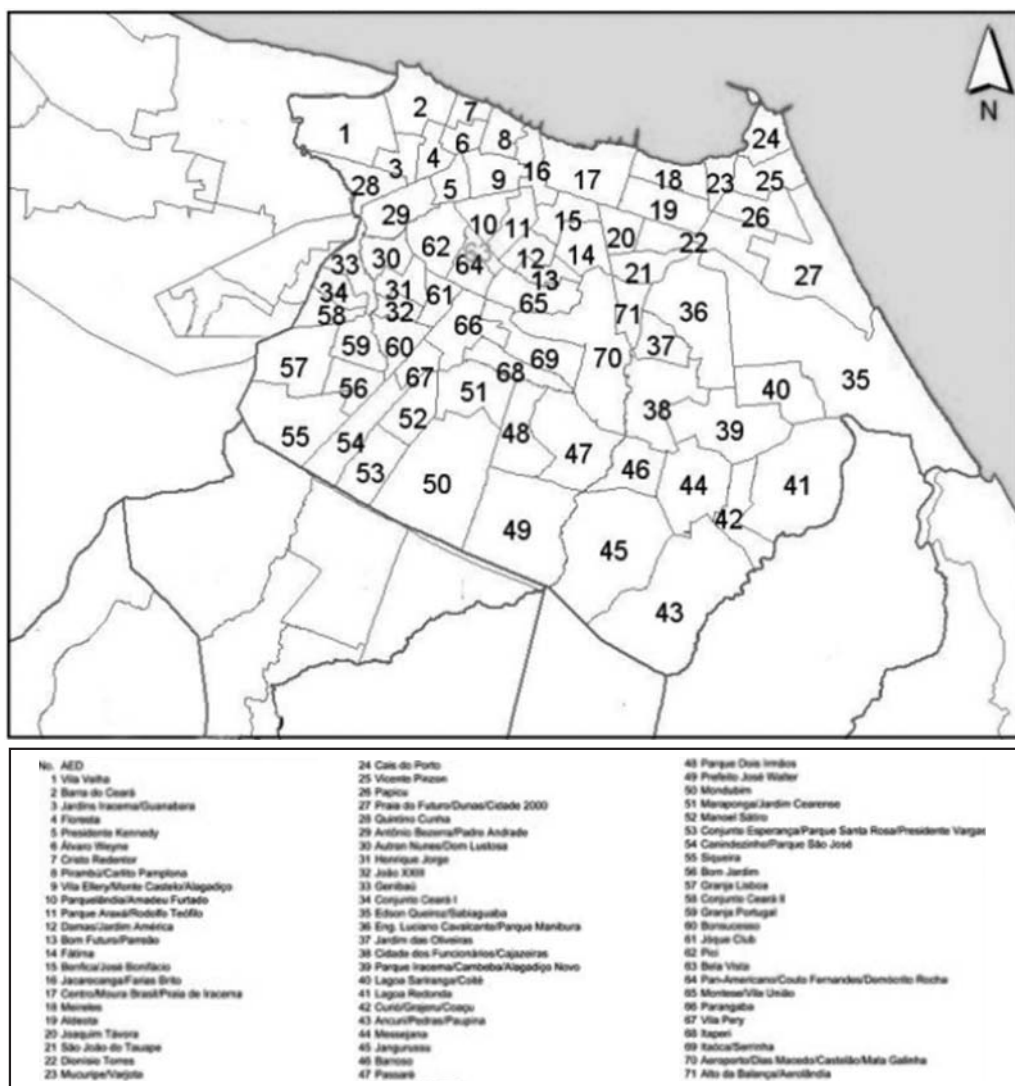 N
2
7
24
1
6
8
3
4
16
9
17
18
23
25
28
5
29
10
11
15
19
26
62
63
12
14
20
22
33
30
64
13
21
27
34
31
61
65
58
32
66
71
36
59
60
69
70
37
57
56
67
68
40
35
51
38
55
54
52
48
47
39
53
50
46
44
41
49
45
42
43
No. AED
1 Vila Velha
2 Barra do Ceará
3 Jardins Iracema/Guanabara
4 Floresta
5 Presidente Kennedy
6 Álvaro Weyne
7 Cristo Redentor
8 Pirambú/Carlito Pamplona
9 Vila Ellery/Monte Castelo/Alagadiço
10 Parquelândia/Amadeu Furtado
11 Parque Araxá/Rodolfo Teófilo
12 Damas/Jardim América
13 Bom Futuro/Parreão
14 Fátima
15 Benfica/José Bonifácio
16 Jacarecanga/Farias Brito
17 Centro/Moura Brasil/Praia de Iracema
18 Meireles
19 Aldeota
20 Joaquim Távora
21 São João do Tauape
22 Dionísio Torres
23 Mucuripe/Varjota
24 Cais do Porto
25 Vicente Pinzon
26 Papicu
27 Praia do Futuro/Dunas/Cidade 2000
28 Quintino Cunha
29 Antônio Bezerra/Padre Andrade
30 Autran Nunes/Dom Lustosa
31 Henrique Jorge
32 João XXIII
33 Genibaú
34 Conjunto Ceará I
35 Edson Queiroz/Sabiaguaba
36 Eng. Luciano Cavalcante/Parque Manibura
37 Jardim das Oliveiras
38 Cidade dos Funcionários/Cajazeiras
39 Parque Iracema/Cambeba/Alagadiço Novo
40 Lagoa Sapiranga/Coité
41 Lagoa Redonda
42 Curió/Guajeru/Coaçu
43 Ancuri/Pedras/Paupina
44 Messejana
45 Jangurussu
46 Barroso
47 Passaré
48 Parque Dois Irmãos
49 Prefeito José Walter
50 Mondubim
51 Maraponga/Jardim Cearense
52 Manoel Sátiro
53 Conjunto Esperança/Parque Santa Rosa/Presidente Vargas
54 Canindezinho/Parque São José
55 Siqueira
56 Bom Jardim
57 Granja Lisboa
58 Conjunto Ceará II
59 Granja Portugal
60 Bonsucesso
61 Jóque Club
62 Pici
63 Bela Vista
64 Pan-Americano/Couto Fernandes/Demócrito Rocha
65 Montese/Vila União
66 Parangaba
67 Vila Pery
68 Itaperi
69 Itaóca/Serrinha
70 Aeroporto/Dias Macedo/Castelão/Mata Galinha
71 Alto da Balança/Aerolândia